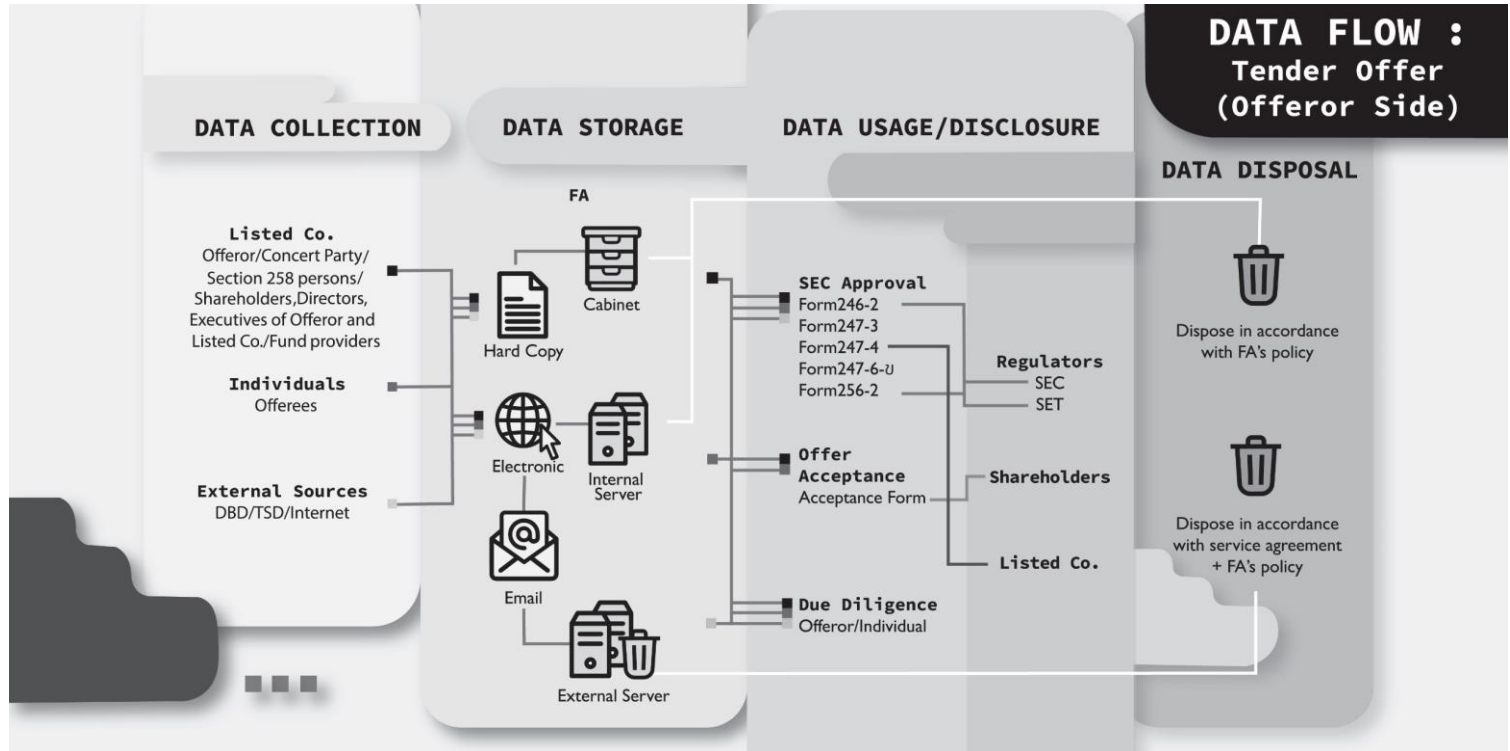 DATA FLOW :
Tender Offer
(Offeror Side)
DATA COLLECTION
DATA STORAGE
DATA USAGE/DISCLOSURE
DATA DISPOSAL
Listed Co.
Offeror/Concert Party/
Section 258 persons/
Shareholders,Directors,
Executives of Offeror and
Listed Co./Fund providers
Individuals
Offerees
External Sources
DBD/TSD/Internet
FA
Cabinet
Hard Copy
Electronic
Internal
Server
Email
External Server
SEC Approval
Form246-2
Form247-3
Form247-4
Form247-6-ข
Form256-2
Offer
Acceptance
Acceptance Form
Due Diligence
Offeror/Individual
Regulators
SEC
SET
Shareholders
Listed Co.
Dispose in accordance
with FA's policy
Dispose in accordance
with service agreement
+ FA's policy